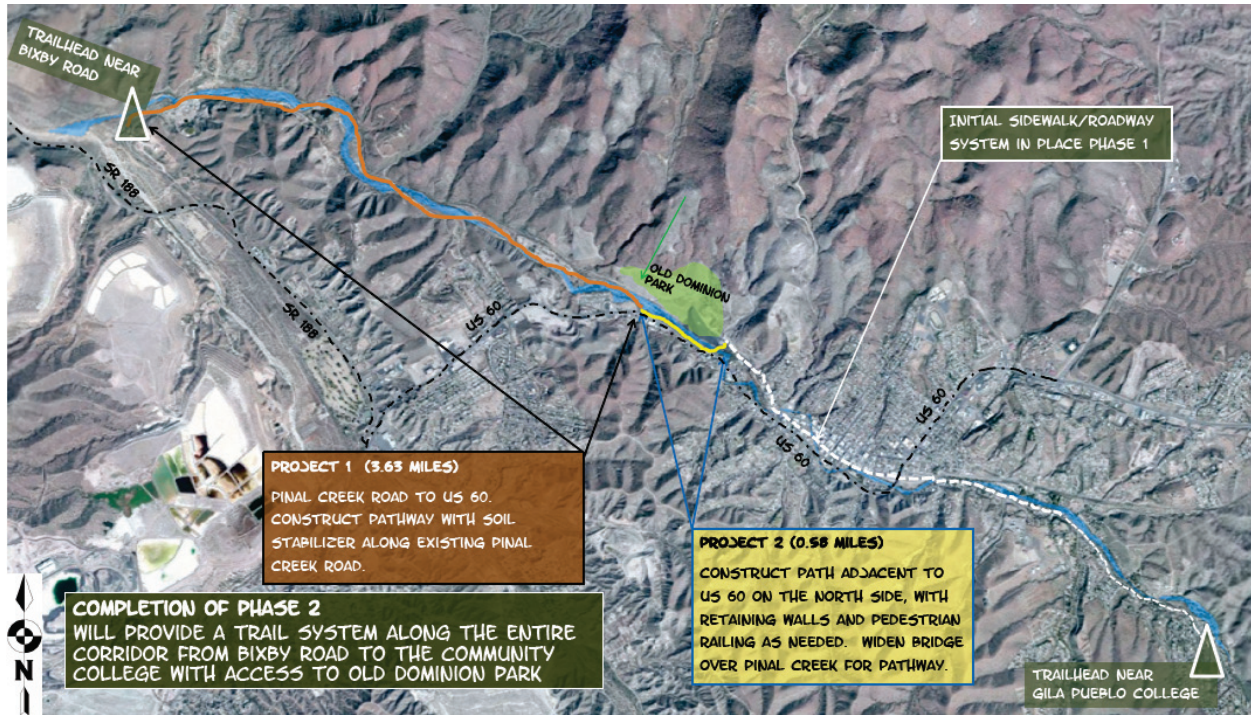 TRAILHEAD NEAR
BIXBY ROAD
INITIAL SIDEWALK/ROADWAY
SYSTEM IN PLACE PHASE 1
SR 188
SR 188
US 60
OLD DOMINION
PARK
US 60
US 60
PROJECT 1 (3.63 MILES)
PINAL CREEK ROAD TO US 60.
CONSTRUCT PATHWAY WITH SOIL
STABILIZER ALONG EXISTING PINAL
CREEK ROAD.
PROJECT 2 (0.58 MILES)
CONSTRUCT PATH ADJACENT TO
US 60 ON THE NORTH SIDE, WITH
RETAINING WALLS AND PEDESTRIAN
RAILING AS NEEDED. WIDEN BRIDGE
OVER PINAL CREEK FOR PATHWAY.
N
COMPLETION OF PHASE 2
WILL PROVIDE A TRAIL SYSTEM ALONG THE ENTIRE
CORRIDOR FROM BIXBY ROAD TO THE COMMUNITY
COLLEGE WITH ACCESS TO OLD DOMINION PARK
TRAILHEAD NEAR
GILA PUEBLO COLLEGE